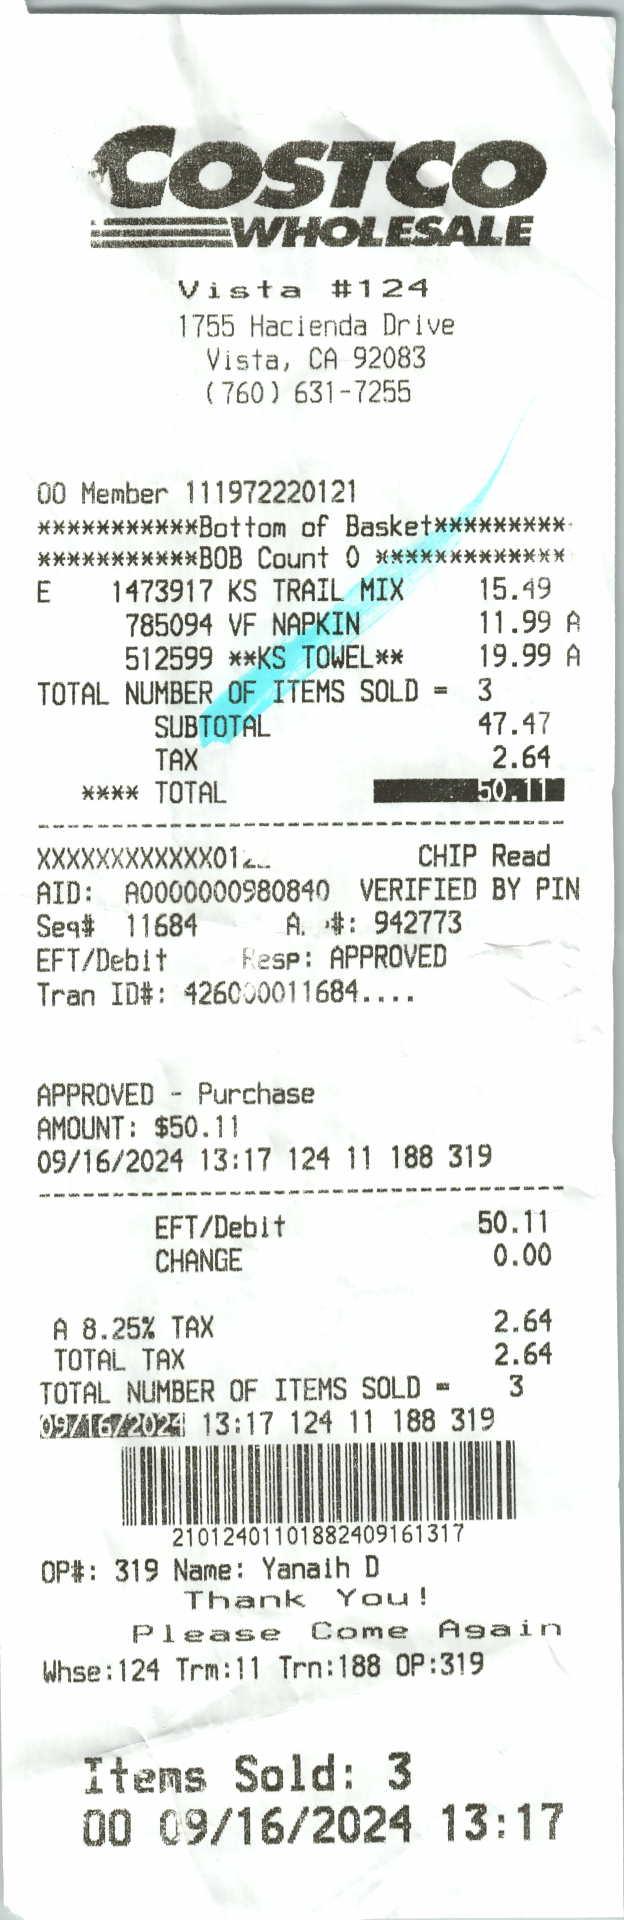 COSTCO
WHOLESALE
Vista #124
1755 Hacienda Drive
Vista, CA 92083
(760) 631-7255
00 Member 111972220121
***********Bottom of Basket*********
***********BOB Count 0 *************
E 1473917 KS TRAIL MIX 15.49
785094 VF NAPKIN 11.99 A
512599 **KS TOWEL** 19.99 A
TOTAL NUMBER OF ITEMS SOLD = 3
SUBTOTAL 47.47
TAX 2.64
**** TOTAL 50.11
CHIP Read
AID: A0000000980840 VERIFIED BY PIN
Seq# 11684 #: 942773
EFT/Debit Resp: APPROVED
Tran ID#: 426000011684....
APPROVED - Purchase
AMOUNT: $50.11
09/16/2024 13:17 124 11 188 319
EFT/Debit 50.11
CHANGE 0.00
A 8.25% TAX 2.64
TOTAL TAX 2.64
TOTAL NUMBER OF ITEMS SOLD = 3
09/16/2024 13:17 124 11 188 319
21012401101882409161317
OP#: 319 Name: Yanaih D
Thank You!
Please Come Again
Whse:124 Trm:11 Trn:188 OP:319
Items Sold: 3
00 09/16/2024 13:17